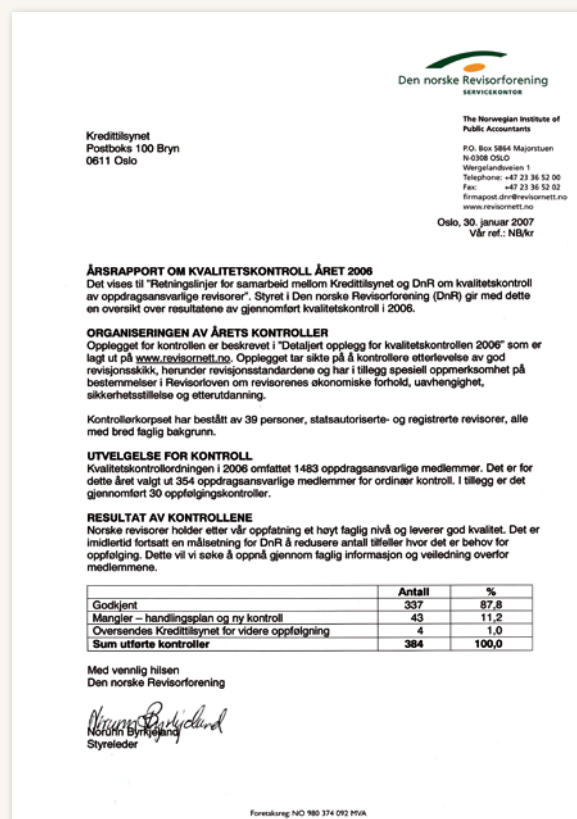 Den norske Revisorforening
SERVICEKONTOR
The Norwegian Institute of
Public Accountants
P.O. Box 5864 Majorstuen
N-0308 OSLO
Wergelandsveien 1
Telephone: +47 23 36 52 00
Fax: +47 23 36 52 02
firmapost.dnr@revisornett.no
www.revisornett.no
Kredittilsynet
Postboks 100 Bryn
0611 Oslo
Oslo, 30. januar 2007
Vår ref.: NB/kr
ÅRSRAPPORT OM KVALITETSKONTROLL ÅRET 2006
Det vises til "Retningslinjer for samarbeid mellom Kredittilsynet og DnR om kvalitetskontroll
av oppdragsansvarlige revisorer". Styret i Den norske Revisorforening (DnR) gir med dette
en oversikt over resultatene av gjennomført kvalitetskontroll i 2006.
ORGANISERINGEN AV ÅRETS KONTROLLER
Opplegget for kontrollen er beskrevet i "Detaljert opplegg for kvalitetskontrollen 2006" som er
lagt ut på www.revisornett.no. Opplegget tar sikte på å kontrollere etterlevelse av god
revisjonsskikk, herunder revisjonsstandardene og har i tillegg spesiell oppmerksomhet på
bestemmelser i Revisorloven om revisorenes økonomiske forhold, uavhengighet,
sikkerhetsstillelse og etterutdanning.
Kontrollørkorpset har bestått av 39 personer, statsautoriserte- og registrerte revisorer, alle
med bred faglig bakgrunn.
UTVELGELSE FOR KONTROLL
Kvalitetskontrollordningen i 2006 omfattet 1483 oppdragsansvarlige medlemmer. Det er for
dette året valgt ut 354 oppdragsansvarlige medlemmer for ordinær kontroll. I tillegg er det
gjennomført 30 oppfølgingskontroller.
RESULTAT AV KONTROLLENE
Norske revisorer holder etter vår oppfatning et høyt faglig nivå og leverer god kvalitet. Det er
imidlertid fortsatt en målsetning for DnR å redusere antall tilfeller hvor det er behov for
oppfølging. Dette vil vi søke å oppnå gjennom faglig informasjon og veiledning overfor
medlemmene.
Antall %
Godkjent 337 87,8
Mangler – handlingsplan og ny kontroll 43 11,2
Oversendes Kredittilsynet for videre oppfølgning 4 1,0
Sum utførte kontroller 384 100,0
Med vennlig hilsen
Den norske Revisorforening
Norunn Byrkjeland
Norunn Byrkjeland
Styreleder
Foretaksreg: NO 980 374 092 MVA